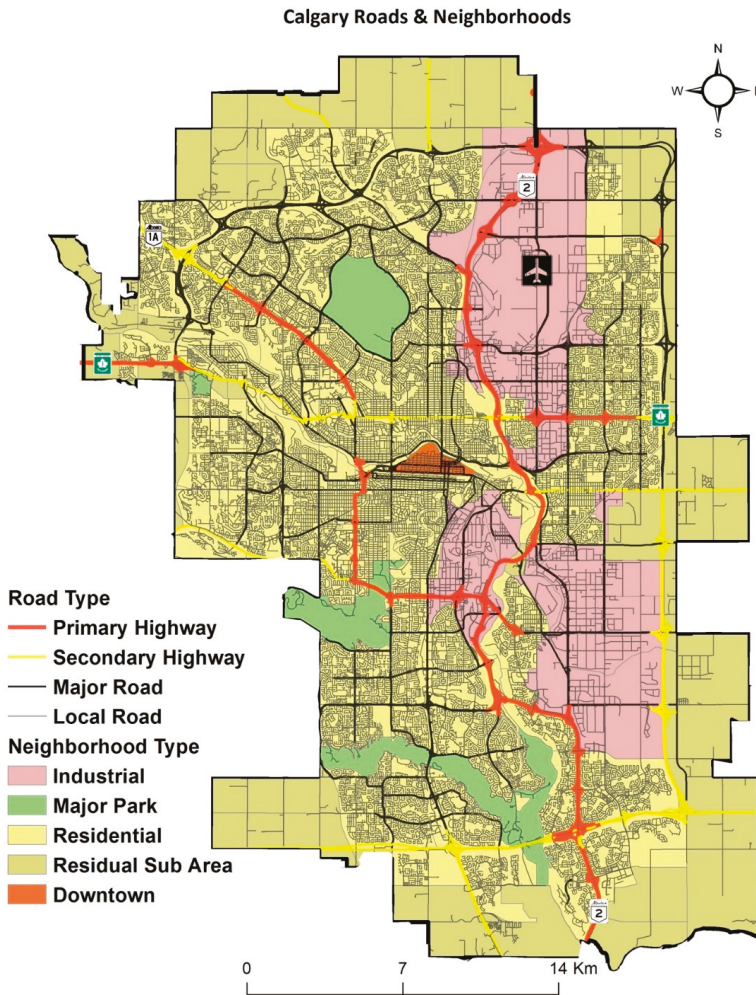 Calgary Roads & Neighborhoods
N
W
S
2
1A
Road Type
Primary Highway
Secondary Highway
Major Road
Local Road
Neighborhood Type
Industrial
Major Park
Residential
Residual Sub Area
Downtown
2
0 7 14 Km